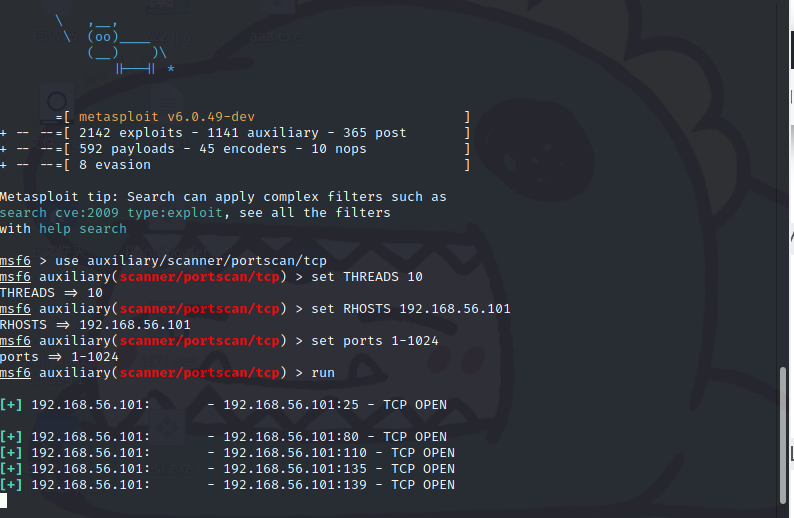 \   ,__,
 \  (oo)____
    (__)    )\
       ||--|| *
=[ metasploit v6.0.49-dev ]
+ -- --=[ 2142 exploits - 1141 auxiliary - 365 post ]
+ -- --=[ 592 payloads - 45 encoders - 10 nops ]
+ -- --=[ 8 evasion ]
Metasploit tip: Search can apply complex filters such as
search cve:2009 type:exploit, see all the filters
with help search
msf6 > use auxiliary/scanner/portscan/tcp
msf6 auxiliary(scanner/portscan/tcp) > set THREADS 10
THREADS => 10
msf6 auxiliary(scanner/portscan/tcp) > set RHOSTS 192.168.56.101
RHOSTS => 192.168.56.101
msf6 auxiliary(scanner/portscan/tcp) > set ports 1-1024
ports => 1-1024
msf6 auxiliary(scanner/portscan/tcp) > run
[+] 192.168.56.101: - 192.168.56.101:25 - TCP OPEN
[+] 192.168.56.101: - 192.168.56.101:80 - TCP OPEN
[+] 192.168.56.101: - 192.168.56.101:110 - TCP OPEN
[+] 192.168.56.101: - 192.168.56.101:135 - TCP OPEN
[+] 192.168.56.101: - 192.168.56.101:139 - TCP OPEN